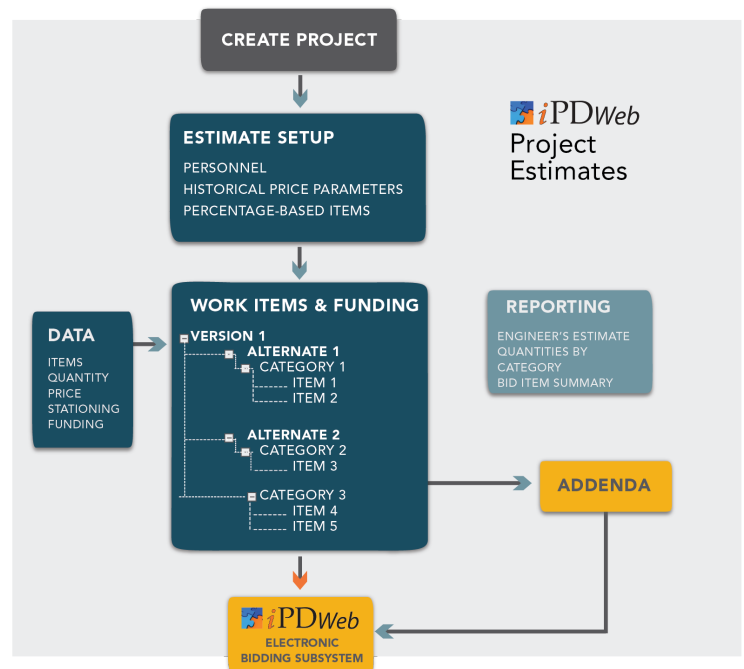 CREATE PROJECT
iPDWeb
Project
Estimates
ESTIMATE SETUP
PERSONNEL
HISTORICAL PRICE PARAMETERS
PERCENTAGE-BASED ITEMS
DATA
ITEMS
QUANTITY
PRICE
STATIONING
FUNDING
WORK ITEMS & FUNDING
VERSION 1
ALTERNATE 1
CATEGORY 1
ITEM 1
ITEM 2
ALTERNATE 2
CATEGORY 2
ITEM 3
CATEGORY 3
ITEM 4
ITEM 5
REPORTING
ENGINEER'S ESTIMATE
QUANTITIES BY
CATEGORY
BID ITEM SUMMARY
ADDENDA
iPDWeb
ELECTRONIC
BIDDING SUBSYSTEM